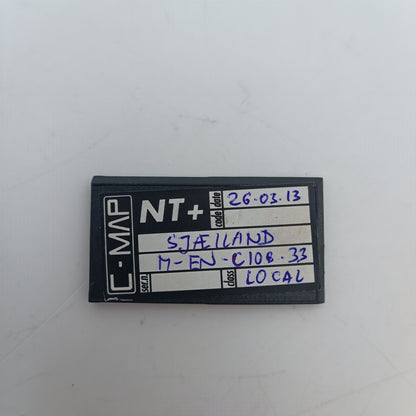 C-MAP
NT+
code date
26.03.13
SJÆLLAND
M-EN-C108.33
ser.n.
class
LOCAL